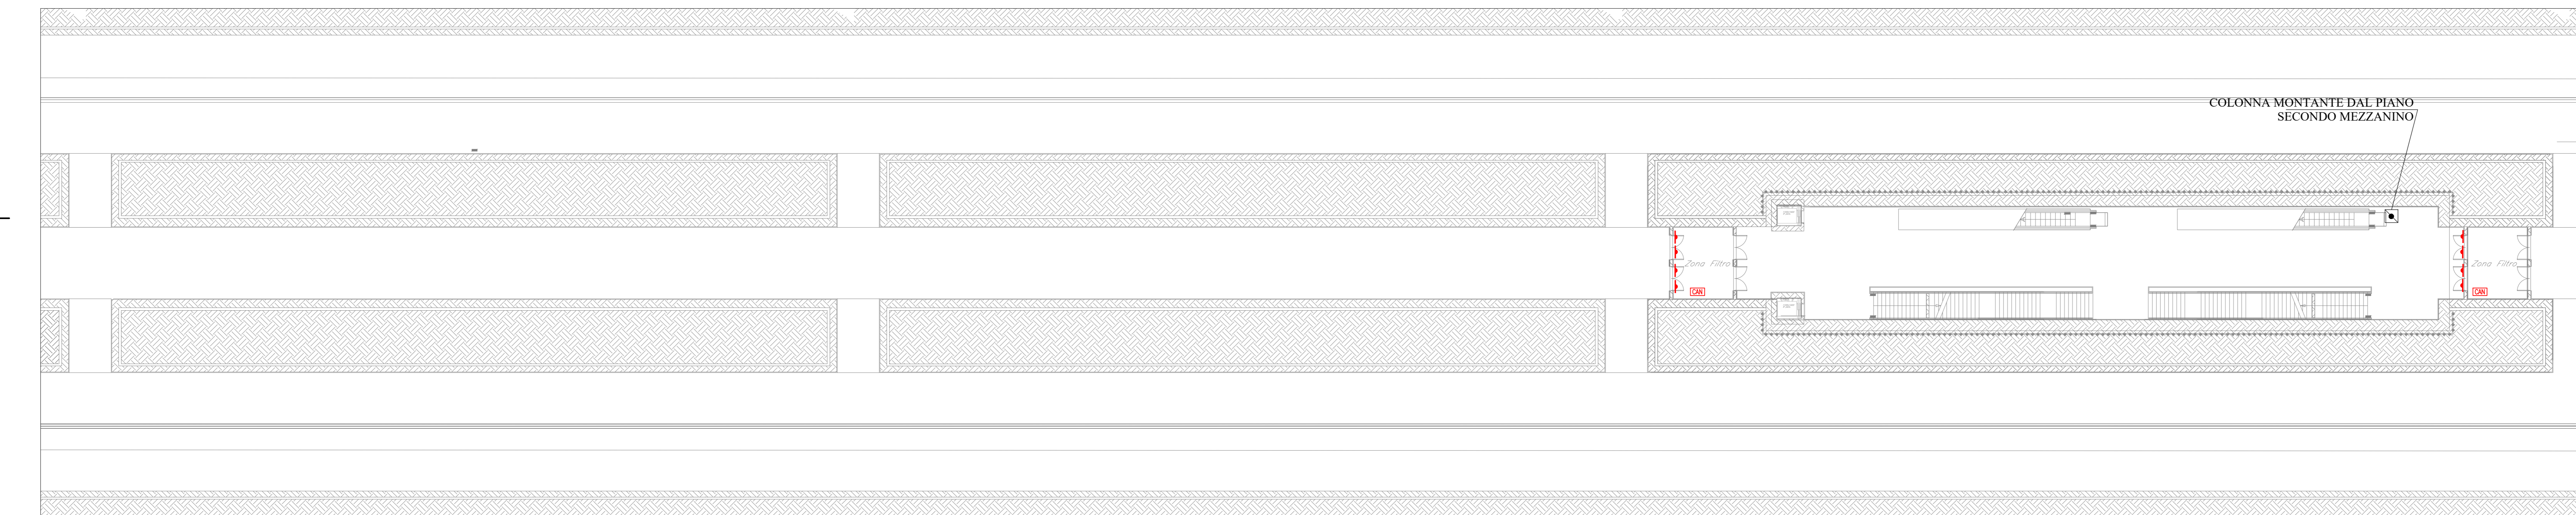 COLONNA MONTANTE DAL PIANO
SECONDO MEZZANINO
Zona Filtro
Zona Filtro
CAN
CAN